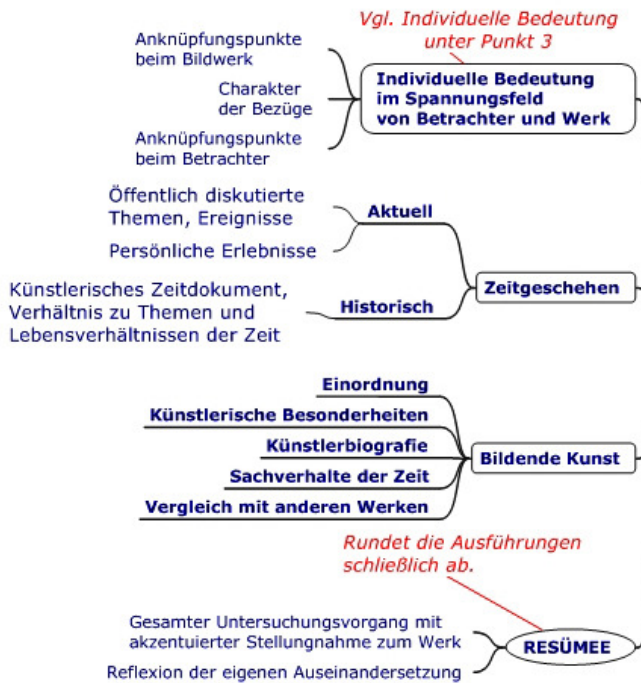 Vgl. Individuelle Bedeutung
unter Punkt 3
Anknüpfungspunkte
beim Bildwerk
Charakter
der Bezüge
Anknüpfungspunkte
beim Betrachter
Individuelle Bedeutung
im Spannungsfeld
von Betrachter und Werk
Öffentlich diskutierte
Themen, Ereignisse
Persönliche Erlebnisse
Aktuell
Künstlerisches Zeitdokument,
Verhältnis zu Themen und
Lebensverhältnissen der Zeit
Historisch
Zeitgeschehen
Einordnung
Künstlerische Besonderheiten
Künstlerbiografie
Sachverhalte der Zeit
Vergleich mit anderen Werken
Bildende Kunst
Rundet die Ausführungen
schließlich ab.
Gesamter Untersuchungsvorgang mit
akzentuierter Stellungnahme zum Werk
Reflexion der eigenen Auseinandersetzung
RESÜMEE